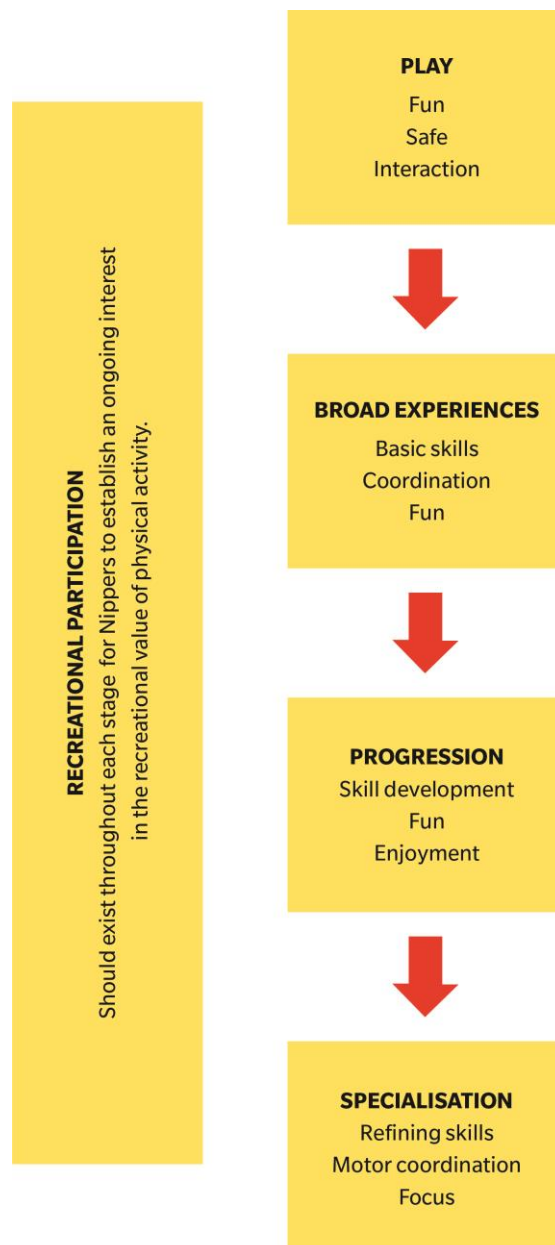 RECREATIONAL PARTICIPATION
Should exist throughout each stage for Nippers to establish an ongoing interest
in the recreational value of physical activity.
PLAY
Fun
Safe
Interaction
BROAD EXPERIENCES
Basic skills
Coordination
Fun
PROGRESSION
Skill development
Fun
Enjoyment
SPECIALISATION
Refining skills
Motor coordination
Focus